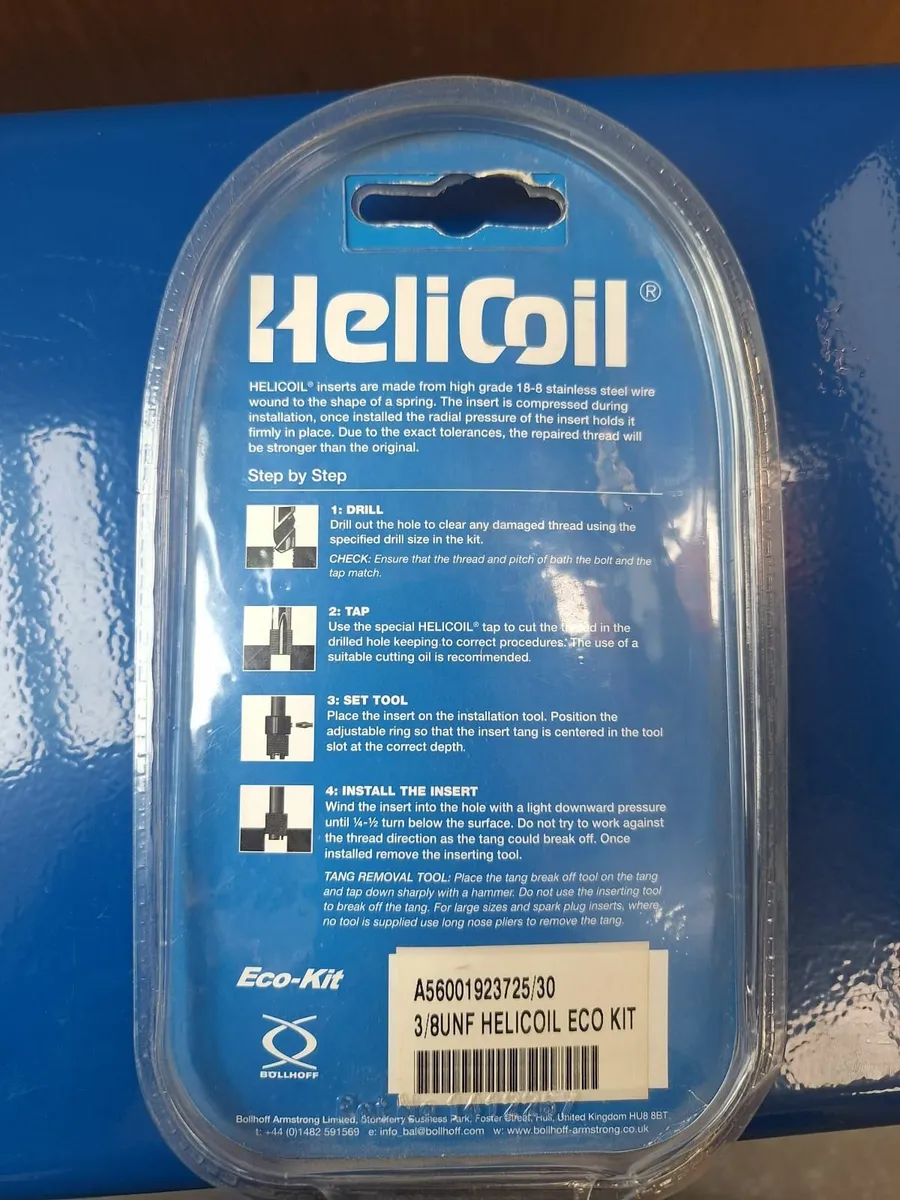 HeliCoil®
HELICOIL® inserts are made from high grade 18-8 stainless steel wire
wound to the shape of a spring. The insert is compressed during
installation, once installed the radial pressure of the insert holds it
firmly in place. Due to the exact tolerances, the repaired thread will
be stronger than the original.
Step by Step
1: DRILL
Drill out the hole to clear any damaged thread using the
specified drill size in the kit.
CHECK: Ensure that the thread and pitch of both the bolt and the
tap match.
2: TAP
Use the special HELICOIL® tap to cut the thread in the
drilled hole keeping to correct procedures. The use of a
suitable cutting oil is recommended.
3: SET TOOL
Place the insert on the installation tool. Position the
adjustable ring so that the insert tang is centered in the tool
slot at the correct depth.
4: INSTALL THE INSERT
Wind the insert into the hole with a light downward pressure
until ¼-½ turn below the surface. Do not try to work against
the thread direction as the tang could break off. Once
installed remove the inserting tool.
TANG REMOVAL TOOL: Place the tang break off tool on the tang
and tap down sharply with a hammer. Do not use the inserting tool
to break off the tang. For large sizes and spark plug inserts, where
no tool is supplied use long nose pliers to remove the tang.
Eco-Kit
A56001923725/30
3/8UNF HELICOIL ECO KIT
BÖLLHOFF
Bollhoff Armstrong Limited, Stoneferry Business Park, Foster Street, Hull, United Kingdom HU8 8BT.
t: +44 (0)1482 591569 e: info_bal@bollhoff.com w: www.bollhoff-armstrong.co.uk